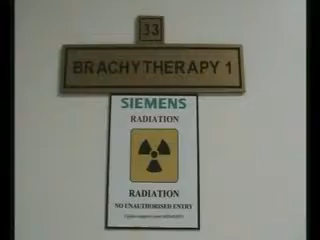 33
BRACHYTHERAPY 1
SIEMENS
RADIATION
RADIATION
NO UNAUTHORISED ENTRY